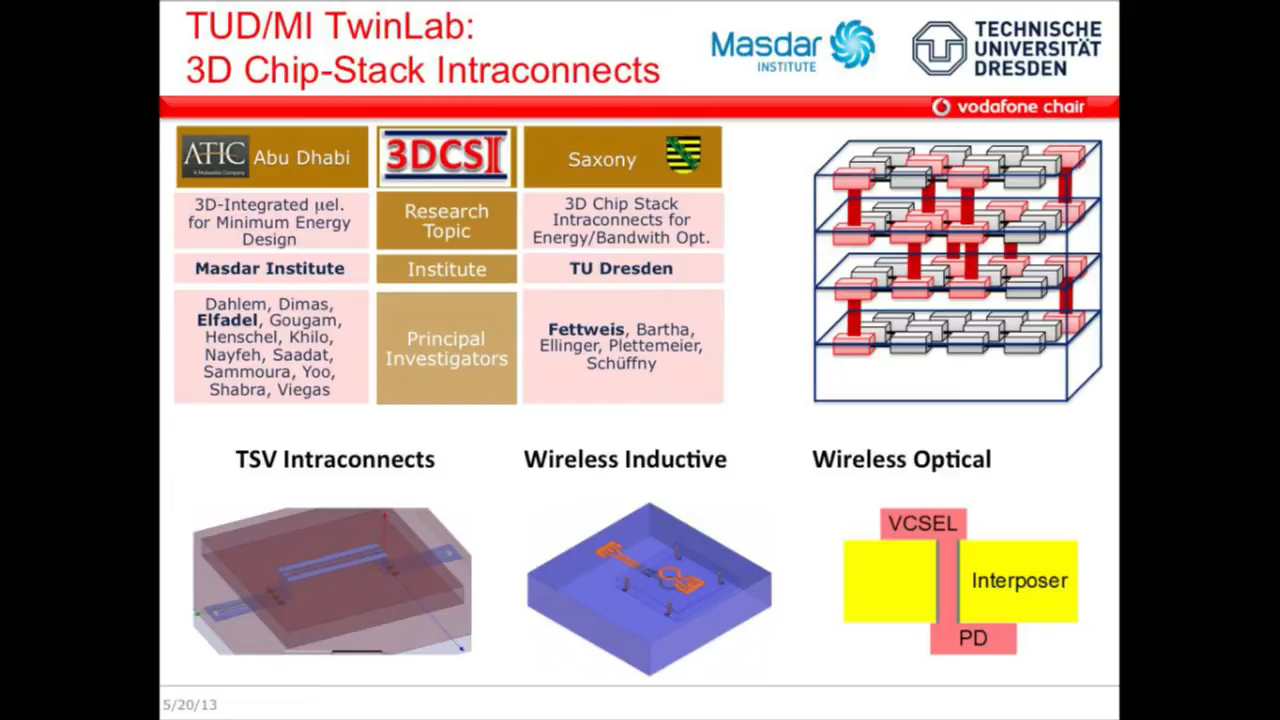 TUD/MI TwinLab:
3D Chip-Stack Intraconnects
Masdar
INSTITUTE
TECHNISCHE
UNIVERSITÄT
DRESDEN
vodafone chair
ATIC
A Mubadala Company
Abu Dhabi
3DCSI
Saxony
3D-Integrated µel.
for Minimum Energy
Design
Research
Topic
3D Chip Stack
Intraconnects for
Energy/Bandwith Opt.
Masdar Institute
Institute
TU Dresden
Dahlem, Dimas,
Elfadel, Gougam,
Henschel, Khilo,
Nayfeh, Saadat,
Sammoura, Yoo,
Shabra, Viegas
Principal
Investigators
Fettweis, Bartha,
Ellinger, Plettemeier,
Schüffny
TSV Intraconnects
Wireless Inductive
Wireless Optical
VCSEL
Interposer
PD
5/20/13